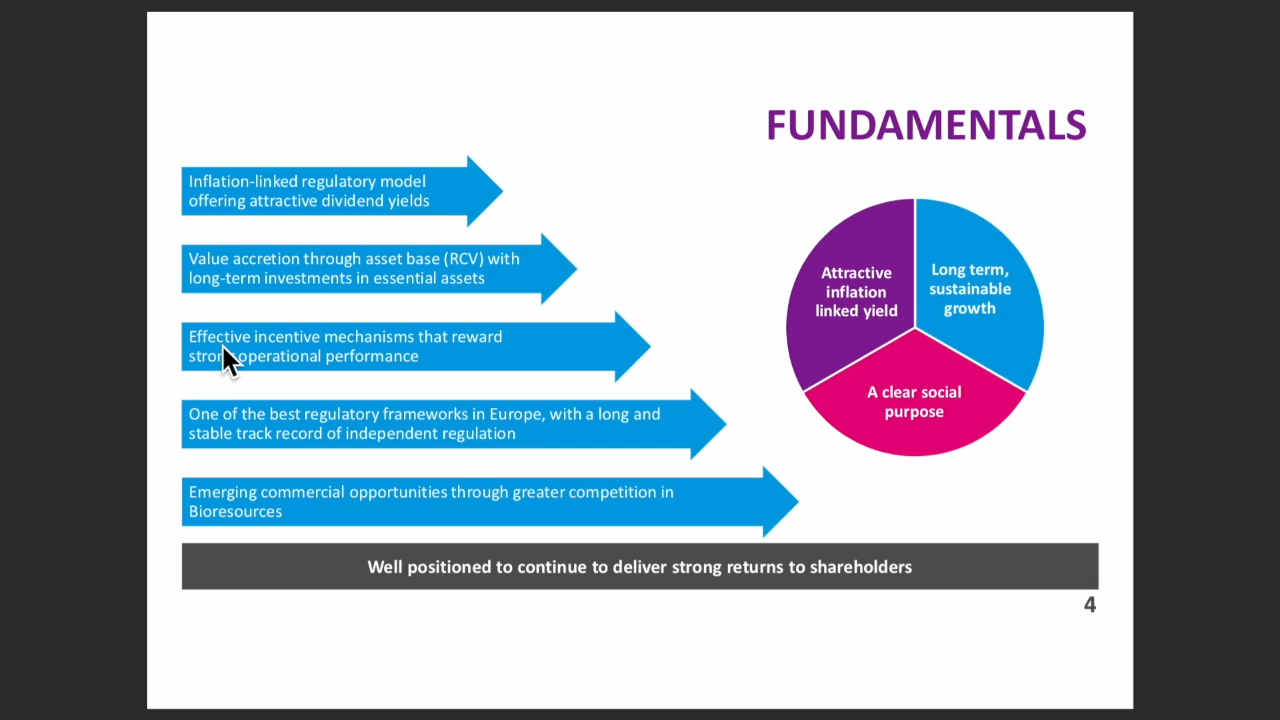 FUNDAMENTALS
Inflation-linked regulatory model
offering attractive dividend yields
Value accretion through asset base (RCV) with
long-term investments in essential assets
Effective incentive mechanisms that reward
strong operational performance
One of the best regulatory frameworks in Europe, with a long and
stable track record of independent regulation
Emerging commercial opportunities through greater competition in
Bioresources
Attractive
inflation
linked yield
Long term,
sustainable
growth
A clear social
purpose
Well positioned to continue to deliver strong returns to shareholders
4